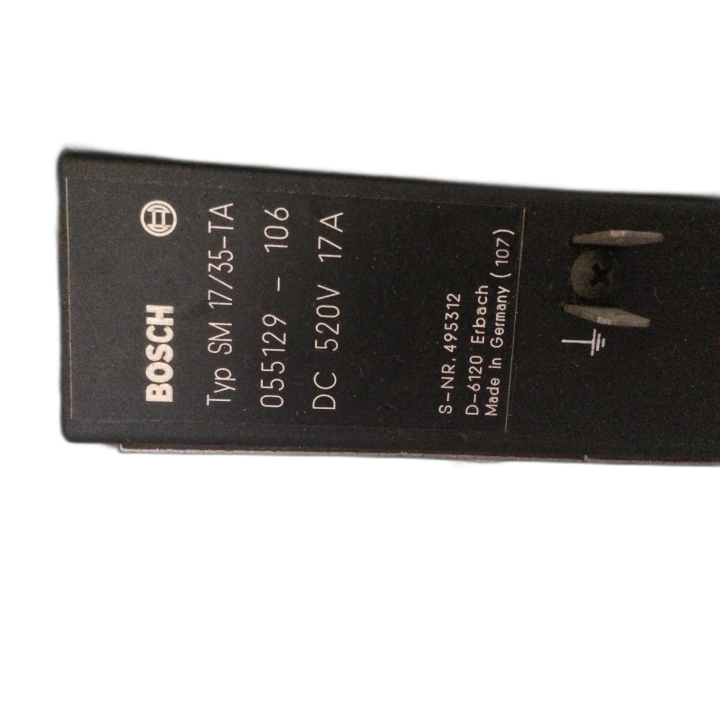 BOSCH
Typ SM 17/35-TA
055129 - 106
DC 520V 17A
S-NR. 495312
D-6120 Erbach
Made in Germany (107)